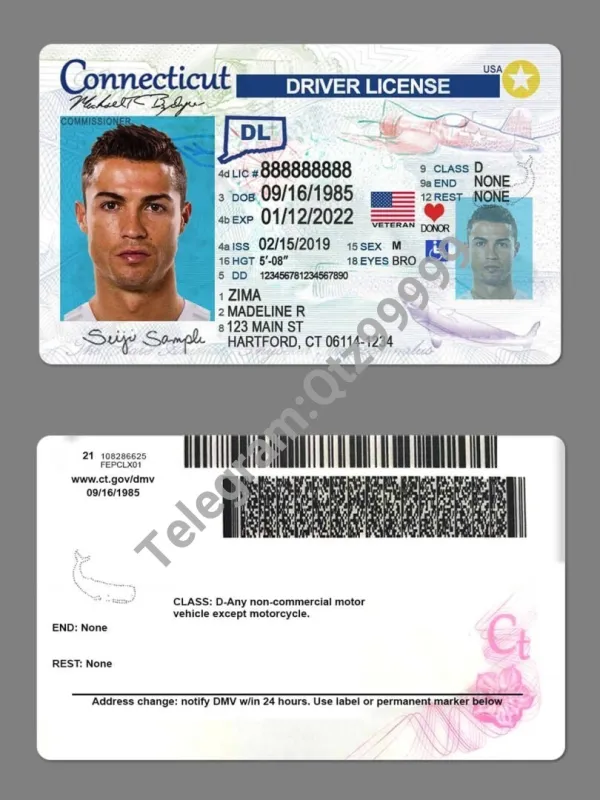 Connecticut
USA
DRIVER LICENSE
COMMISSIONER
DL
4d LIC # 888888888
9 CLASS D
3 DOB 09/16/1985
9a END NONE
4b EXP 01/12/2022
12 REST NONE
VETERAN
DONOR
4a ISS 02/15/2019 15 SEX M
16 HGT 5'-08" 18 EYES BRO
5 DD 123456781234567890
1 ZIMA
2 MADELINE R
8 123 MAIN ST
HARTFORD, CT 06114-1234
Seiji Sample
Telegram:Qtz99999
21 108286625
FEPCLX01
www.ct.gov/dmv
09/16/1985
CLASS: D-Any non-commercial motor
vehicle except motorcycle.
END: None
REST: None
Ct
Address change: notify DMV w/in 24 hours. Use label or permanent marker below